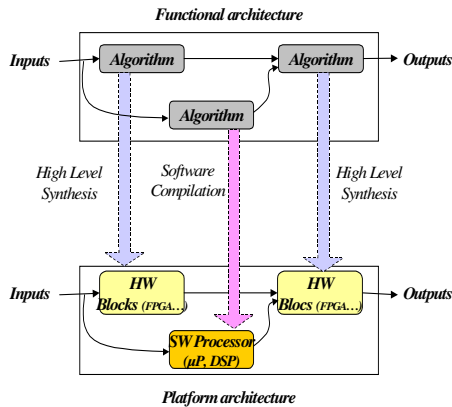 Functional architecture
Inputs
Algorithm
Algorithm
Outputs
Algorithm
High Level
Synthesis
Software
Compilation
High Level
Synthesis
Inputs
HW
Blocks (FPGA...)
HW
Blocs (FPGA...)
Outputs
SW Processor
(µP, DSP)
Platform architecture